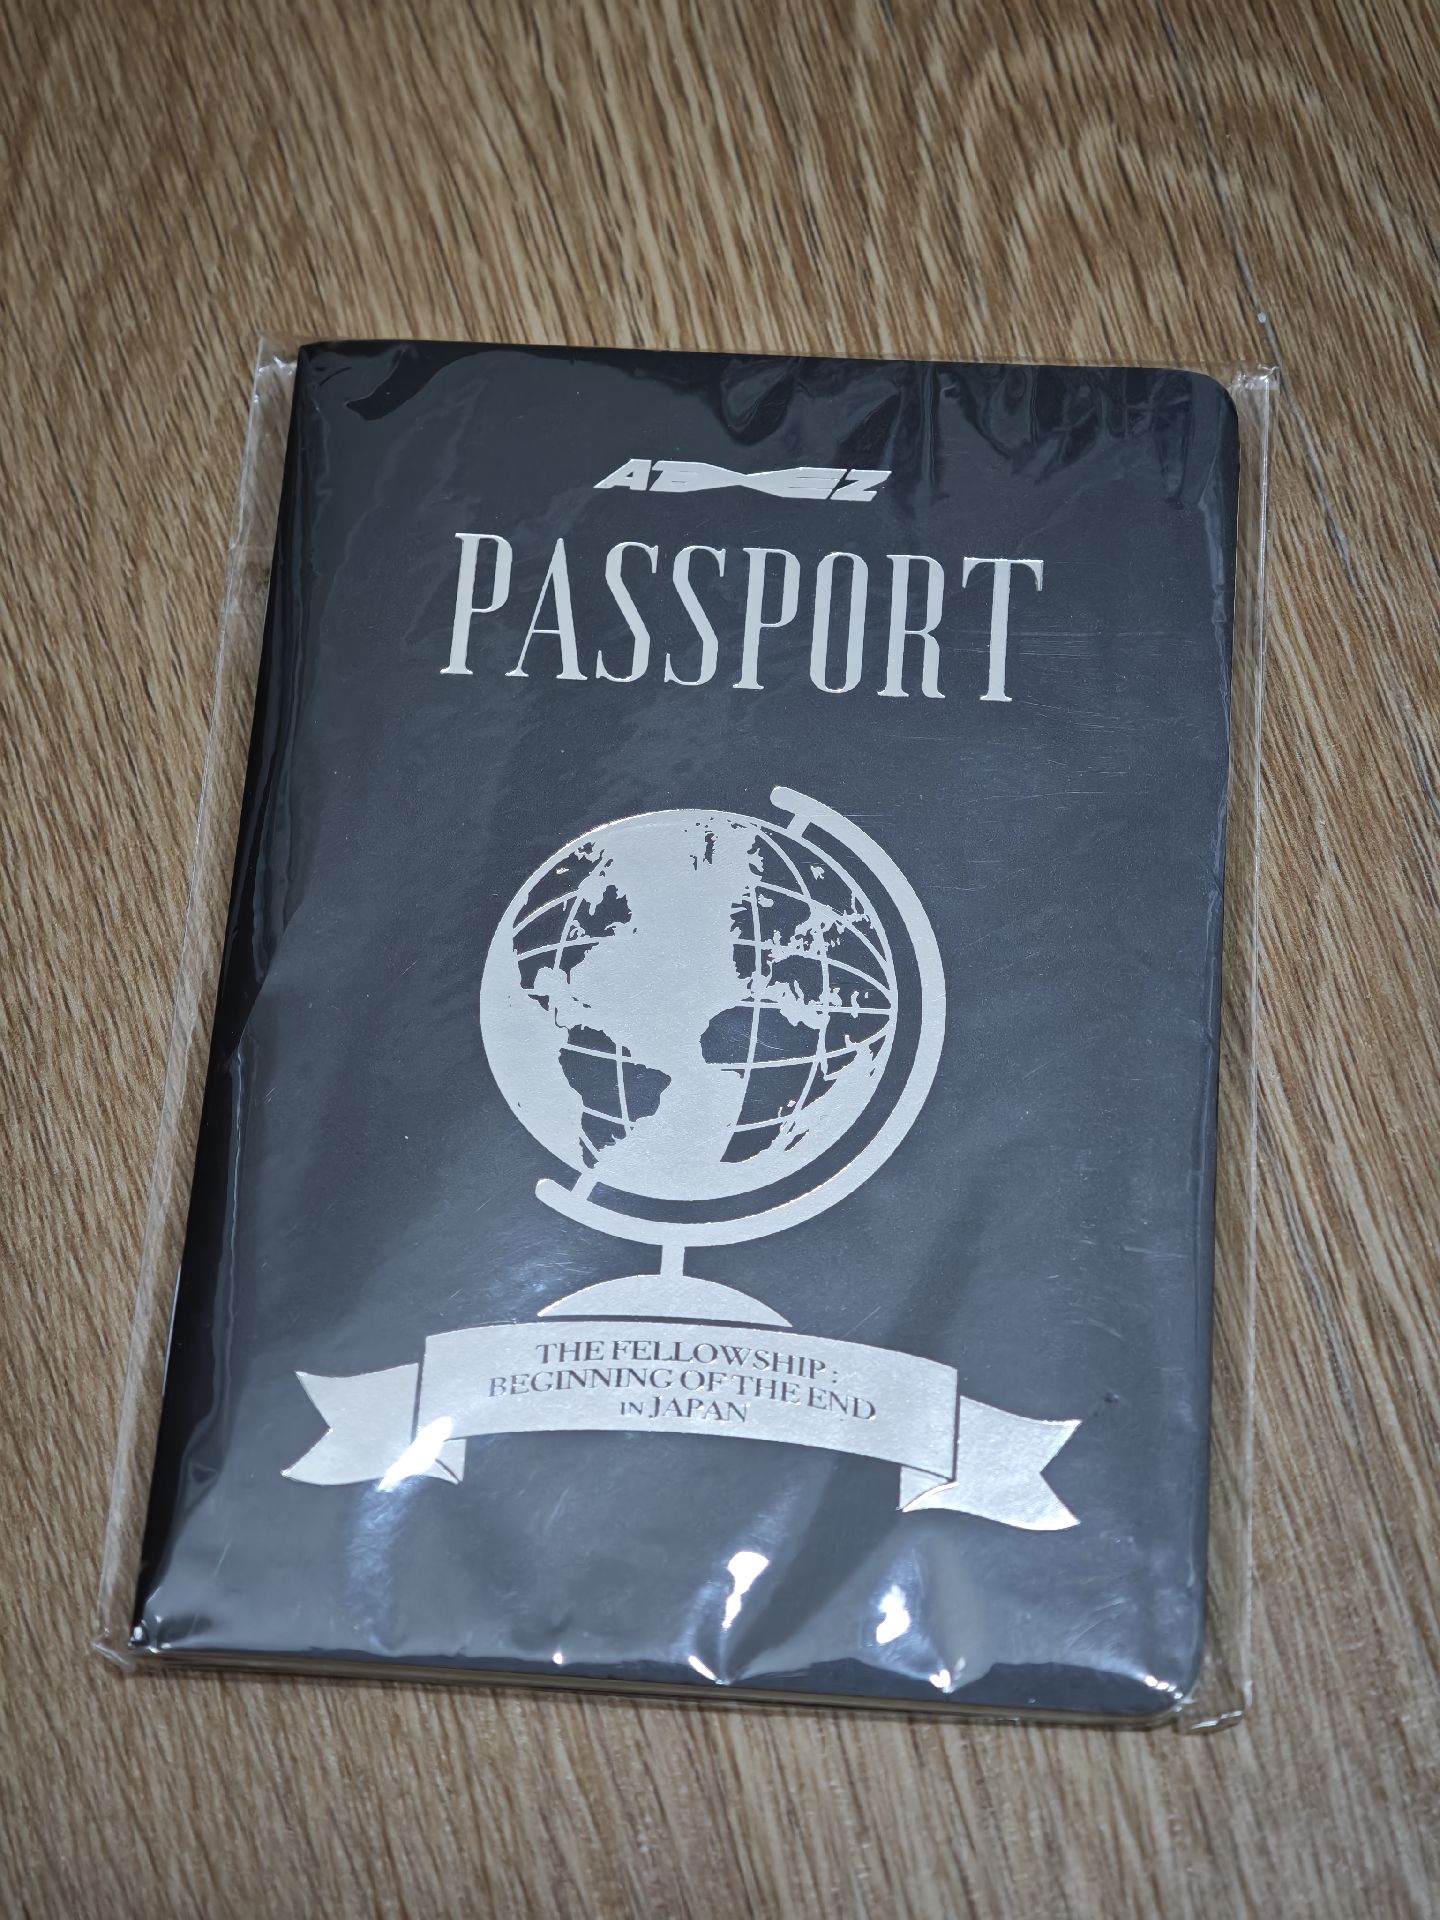 ATEEZ
PASSPORT
THE FELLOWSHIP :
BEGINNING OF THE END
IN JAPAN